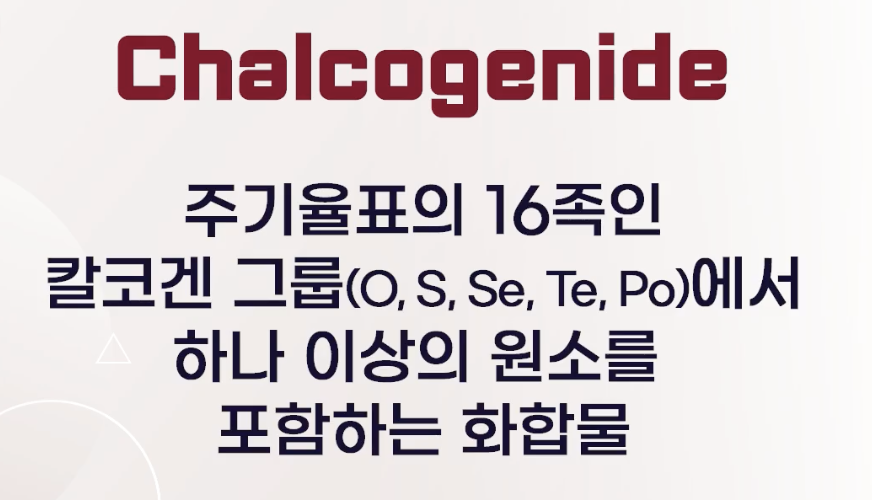 Chalcogenide
주기율표의 16족인
칼코겐 그룹(O, S, Se, Te, Po)에서
하나 이상의 원소를
포함하는 화합물